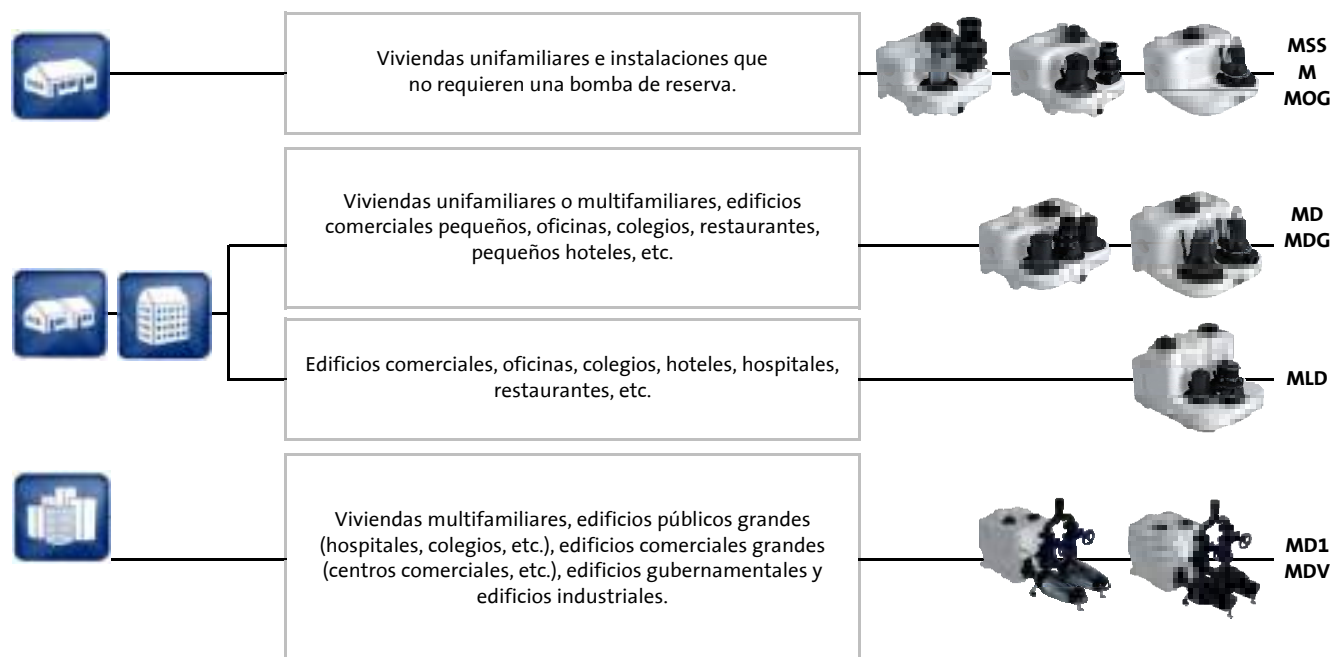 Viviendas unifamiliares e instalaciones que
no requieren una bomba de reserva.
MSS
M
MOG
Viviendas unifamiliares o multifamiliares, edificios
comerciales pequeños, oficinas, colegios, restaurantes,
pequeños hoteles, etc.
MD
MDG
Edificios comerciales, oficinas, colegios, hoteles, hospitales,
restaurantes, etc.
MLD
Viviendas multifamiliares, edificios públicos grandes
(hospitales, colegios, etc.), edificios comerciales grandes
(centros comerciales, etc.), edificios gubernamentales y
edificios industriales.
MD1
MDV